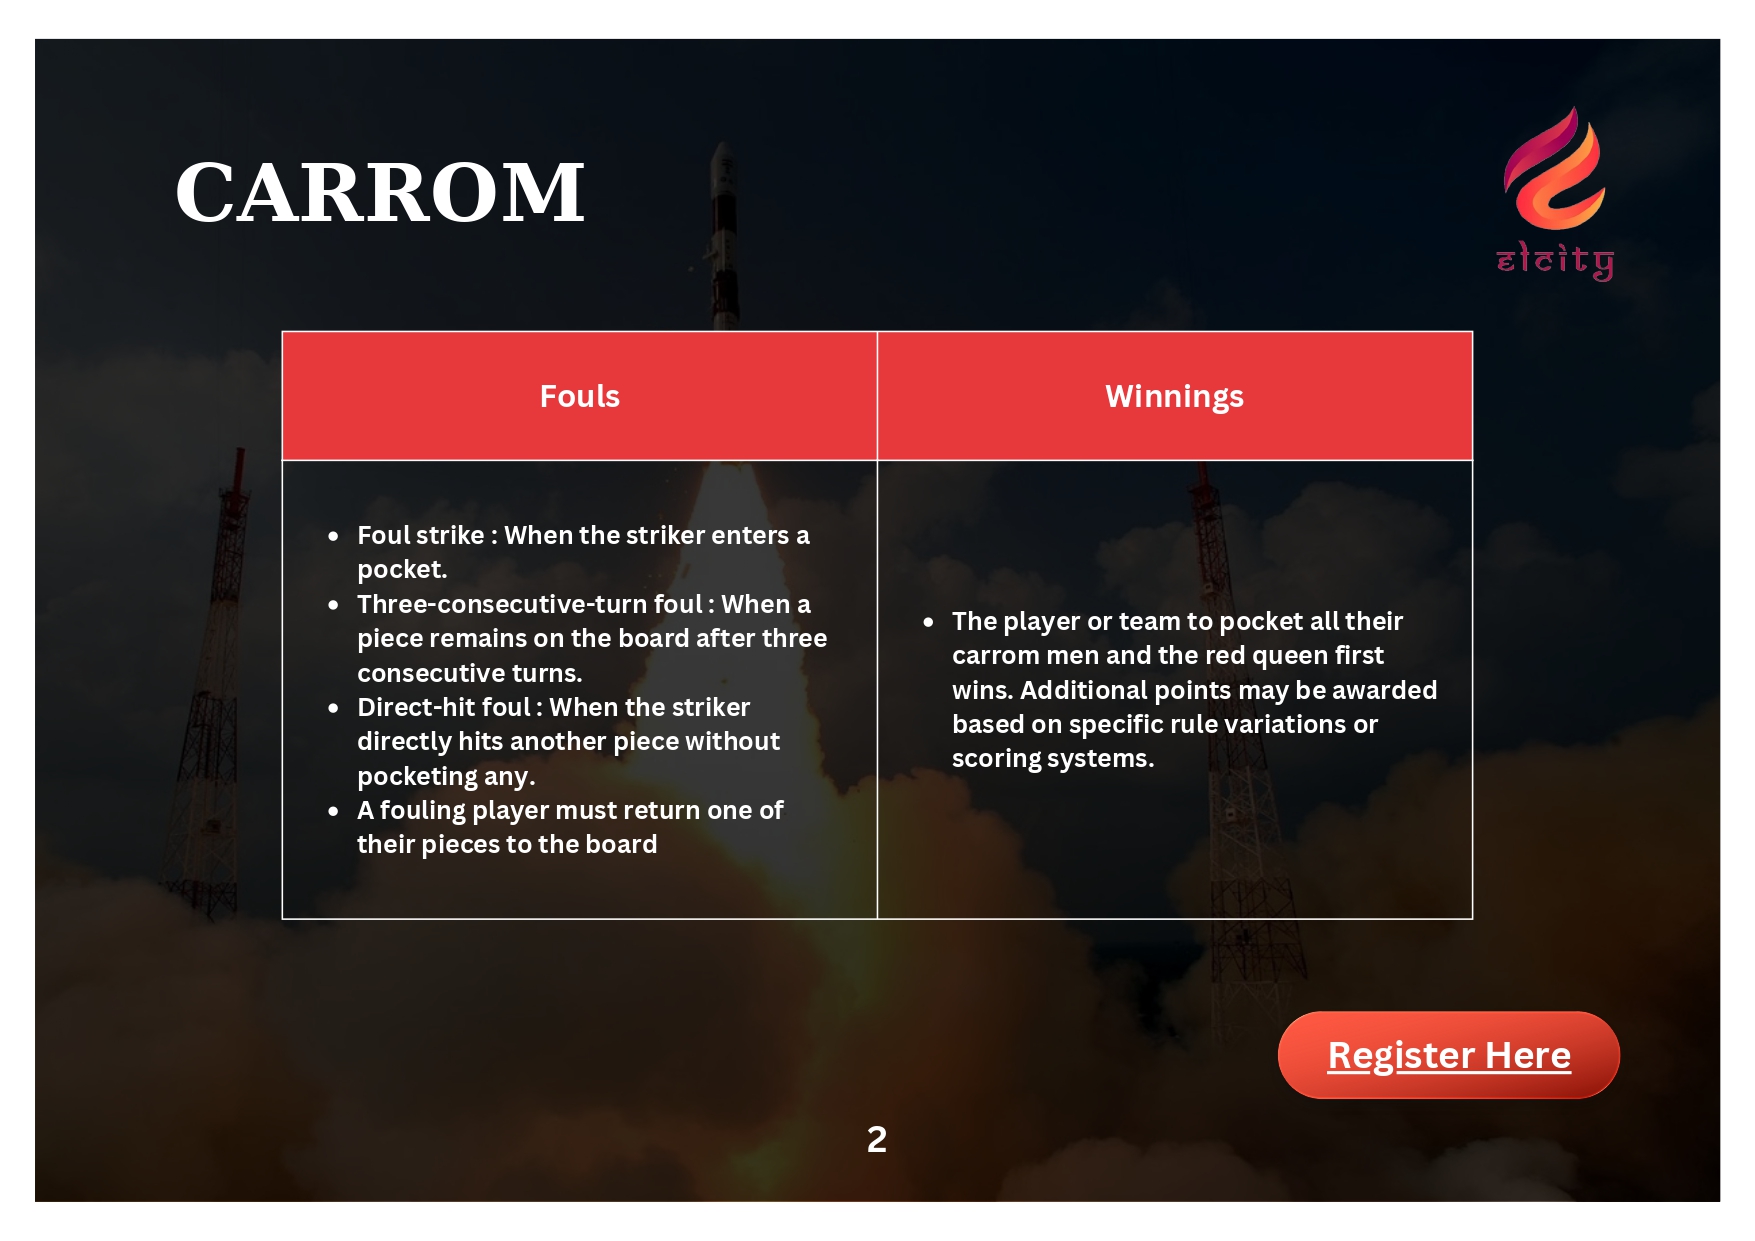 CARROM
elcity
Fouls
Winnings
• Foul strike : When the striker enters a
pocket.
• Three-consecutive-turn foul : When a
piece remains on the board after three
consecutive turns.
• Direct-hit foul : When the striker
directly hits another piece without
pocketing any.
• A fouling player must return one of
their pieces to the board
• The player or team to pocket all their
carrom men and the red queen first
wins. Additional points may be awarded
based on specific rule variations or
scoring systems.
Register Here
2